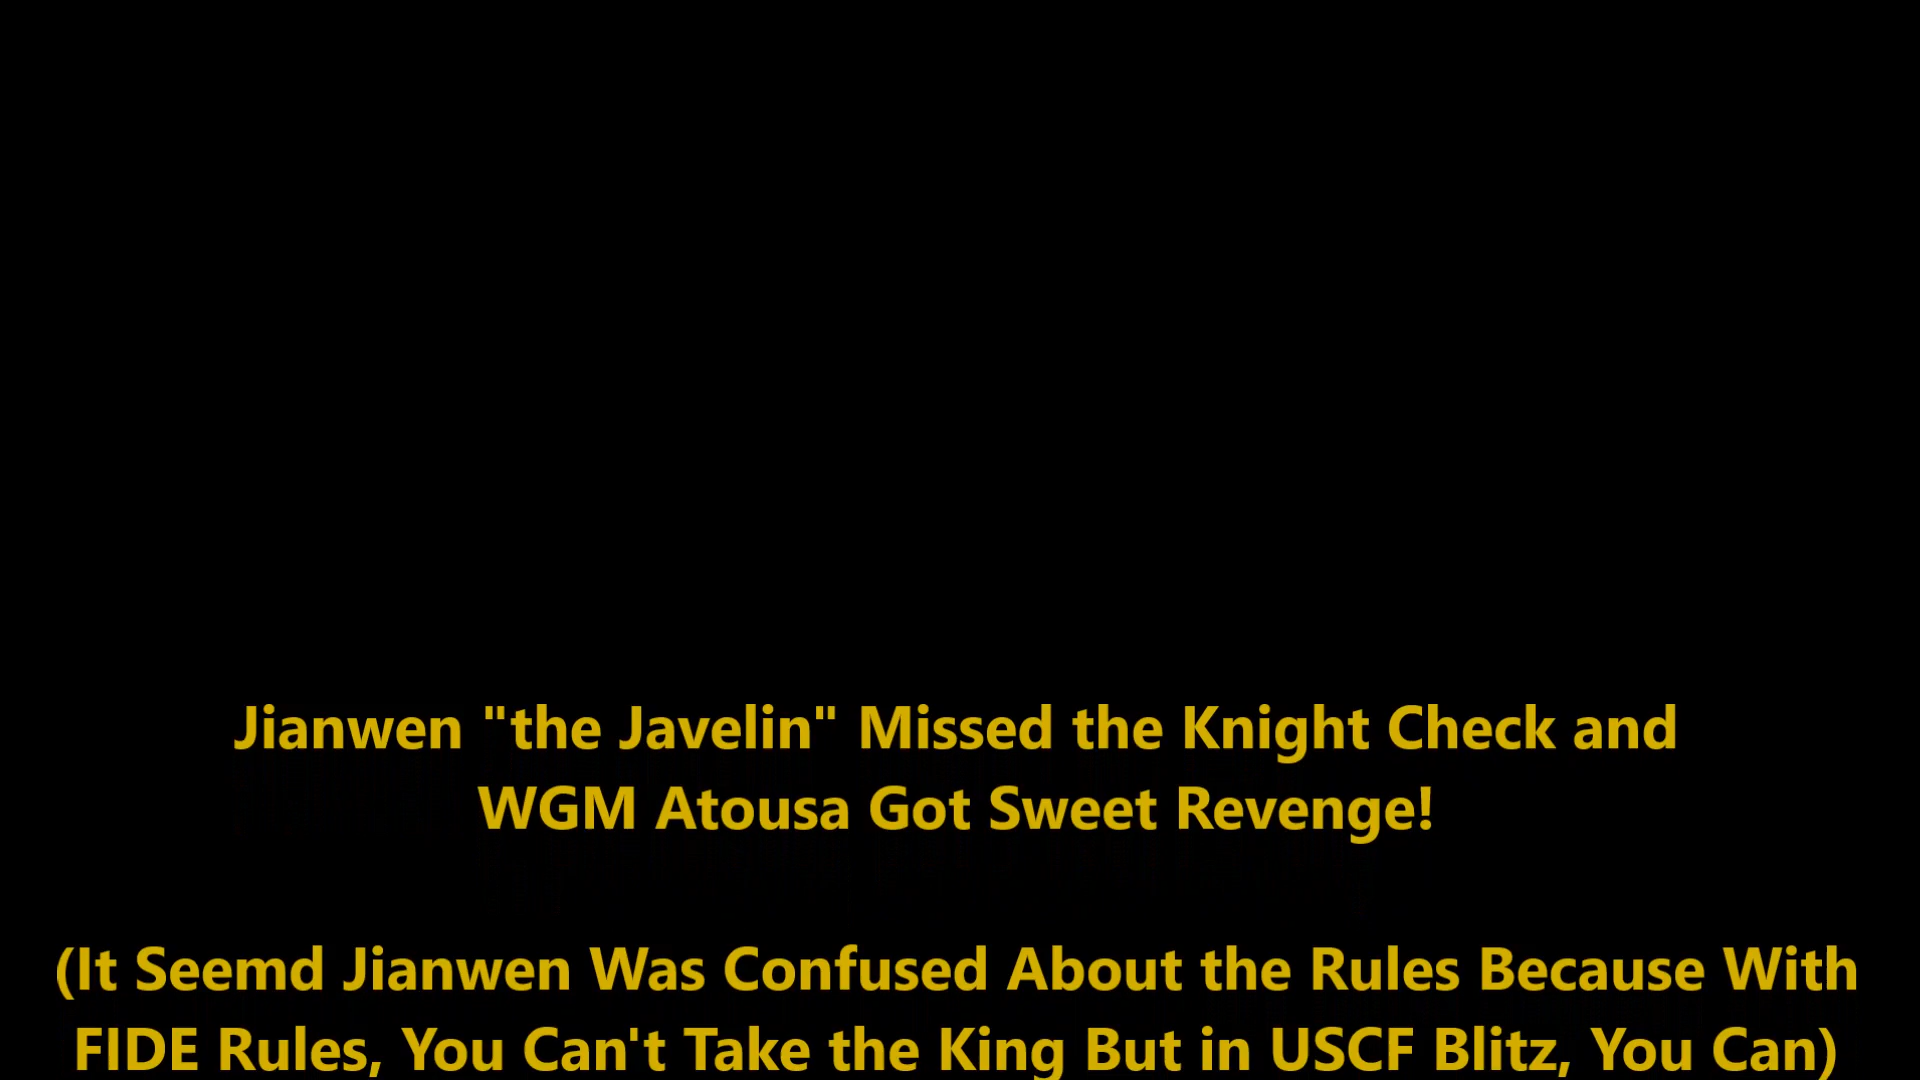 Jianwen "the Javelin" Missed the Knight Check and
WGM Atousa Got Sweet Revenge!
(It Seemd Jianwen Was Confused About the Rules Because With
FIDE Rules, You Can't Take the King But in USCF Blitz, You Can)